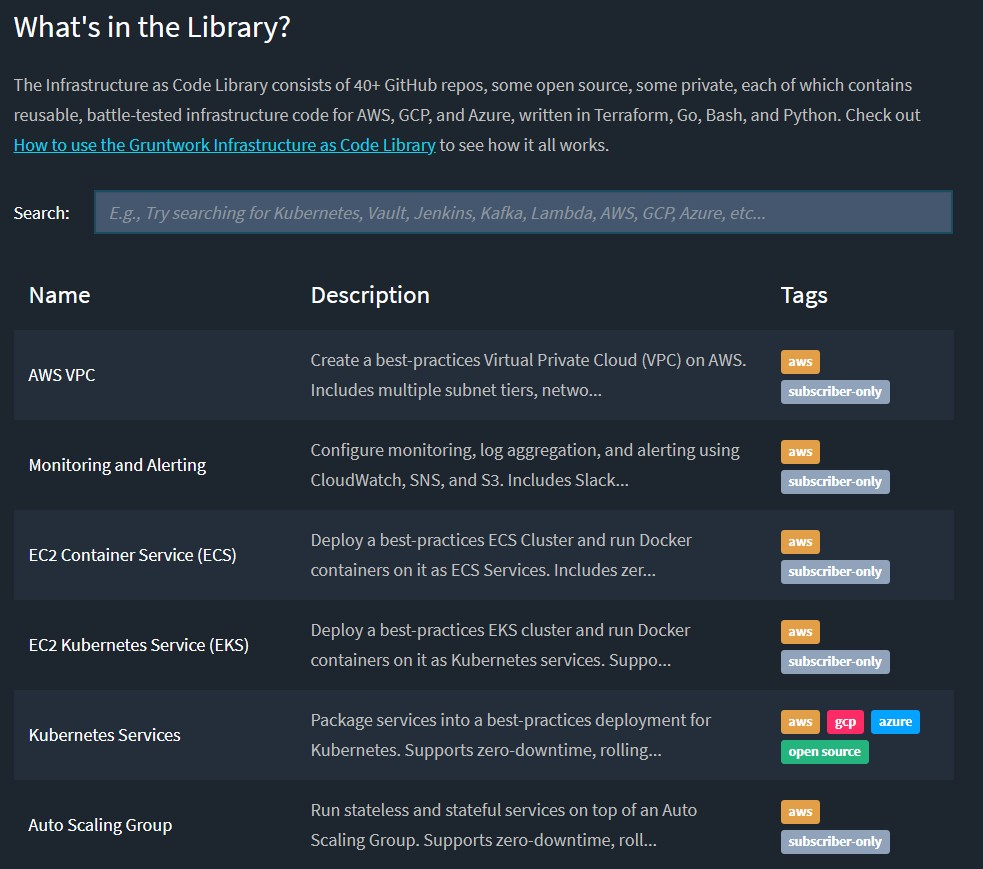 What's in the Library?
The Infrastructure as Code Library consists of 40+ GitHub repos, some open source, some private, each of which contains
reusable, battle-tested infrastructure code for AWS, GCP, and Azure, written in Terraform, Go, Bash, and Python. Check out
How to use the Gruntwork Infrastructure as Code Library to see how it all works.
Search: E.g., Try searching for Kubernetes, Vault, Jenkins, Kafka, Lambda, AWS, GCP, Azure, etc...
Name Description Tags
AWS VPC
Create a best-practices Virtual Private Cloud (VPC) on AWS.
Includes multiple subnet tiers, netwo...
aws
subscriber-only
Monitoring and Alerting
Configure monitoring, log aggregation, and alerting using
CloudWatch, SNS, and S3. Includes Slack...
aws
subscriber-only
EC2 Container Service (ECS)
Deploy a best-practices ECS Cluster and run Docker
containers on it as ECS Services. Includes zer...
aws
subscriber-only
EC2 Kubernetes Service (EKS)
Deploy a best-practices EKS cluster and run Docker
containers on it as Kubernetes services. Suppo...
aws
subscriber-only
Kubernetes Services
Package services into a best-practices deployment for
Kubernetes. Supports zero-downtime, rolling...
aws gcp azure
open source
Auto Scaling Group
Run stateless and stateful services on top of an Auto
Scaling Group. Supports zero-downtime, roll...
aws
subscriber-only